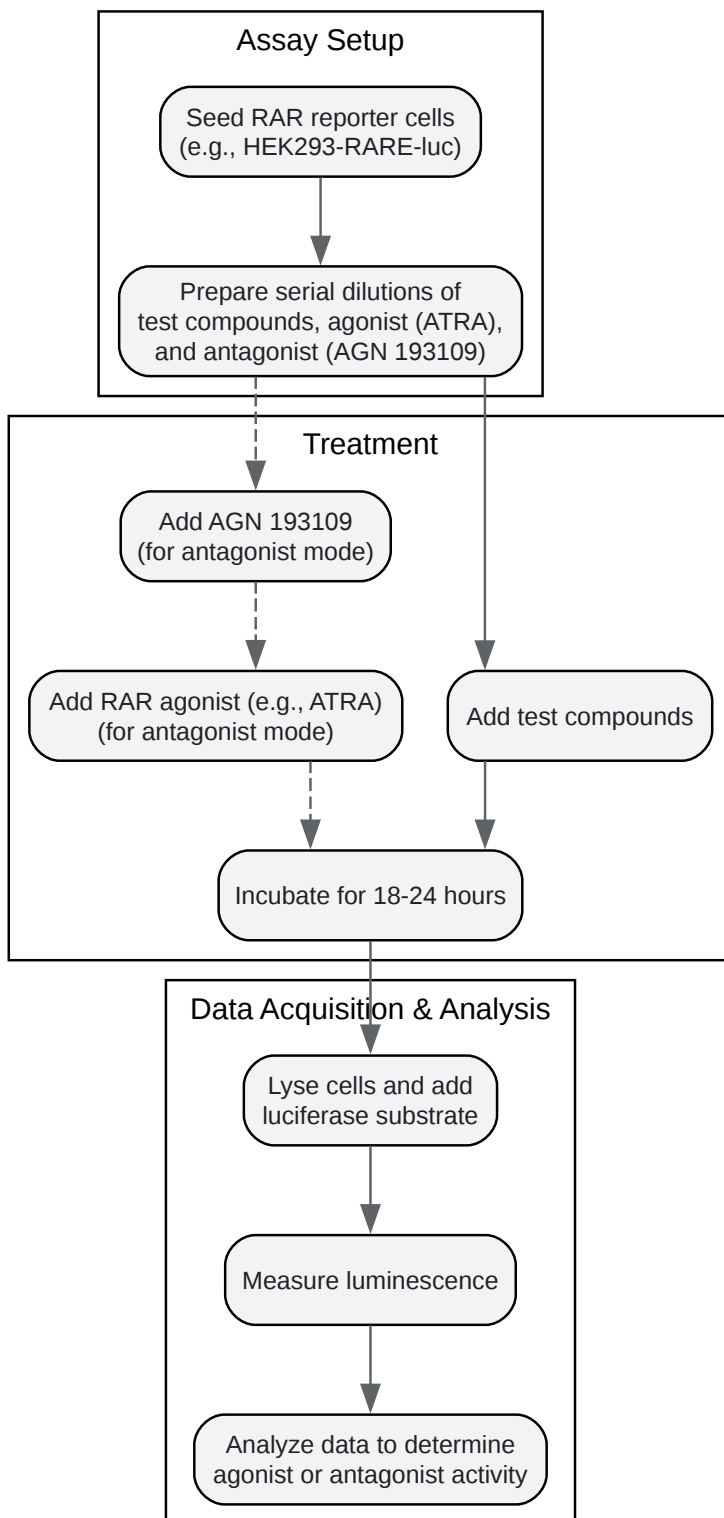 Assay Setup
Seed RAR reporter cells
(e.g., HEK293-RARE-luc)
Prepare serial dilutions of
test compounds, agonist (ATRA),
and antagonist (AGN 193109)
Treatment
Add AGN 193109
(for antagonist mode)
Add RAR agonist (e.g., ATRA)
(for antagonist mode)
Add test compounds
Incubate for 18-24 hours
Data Acquisition & Analysis
Lyse cells and add
luciferase substrate
Measure luminescence
Analyze data to determine
agonist or antagonist activity